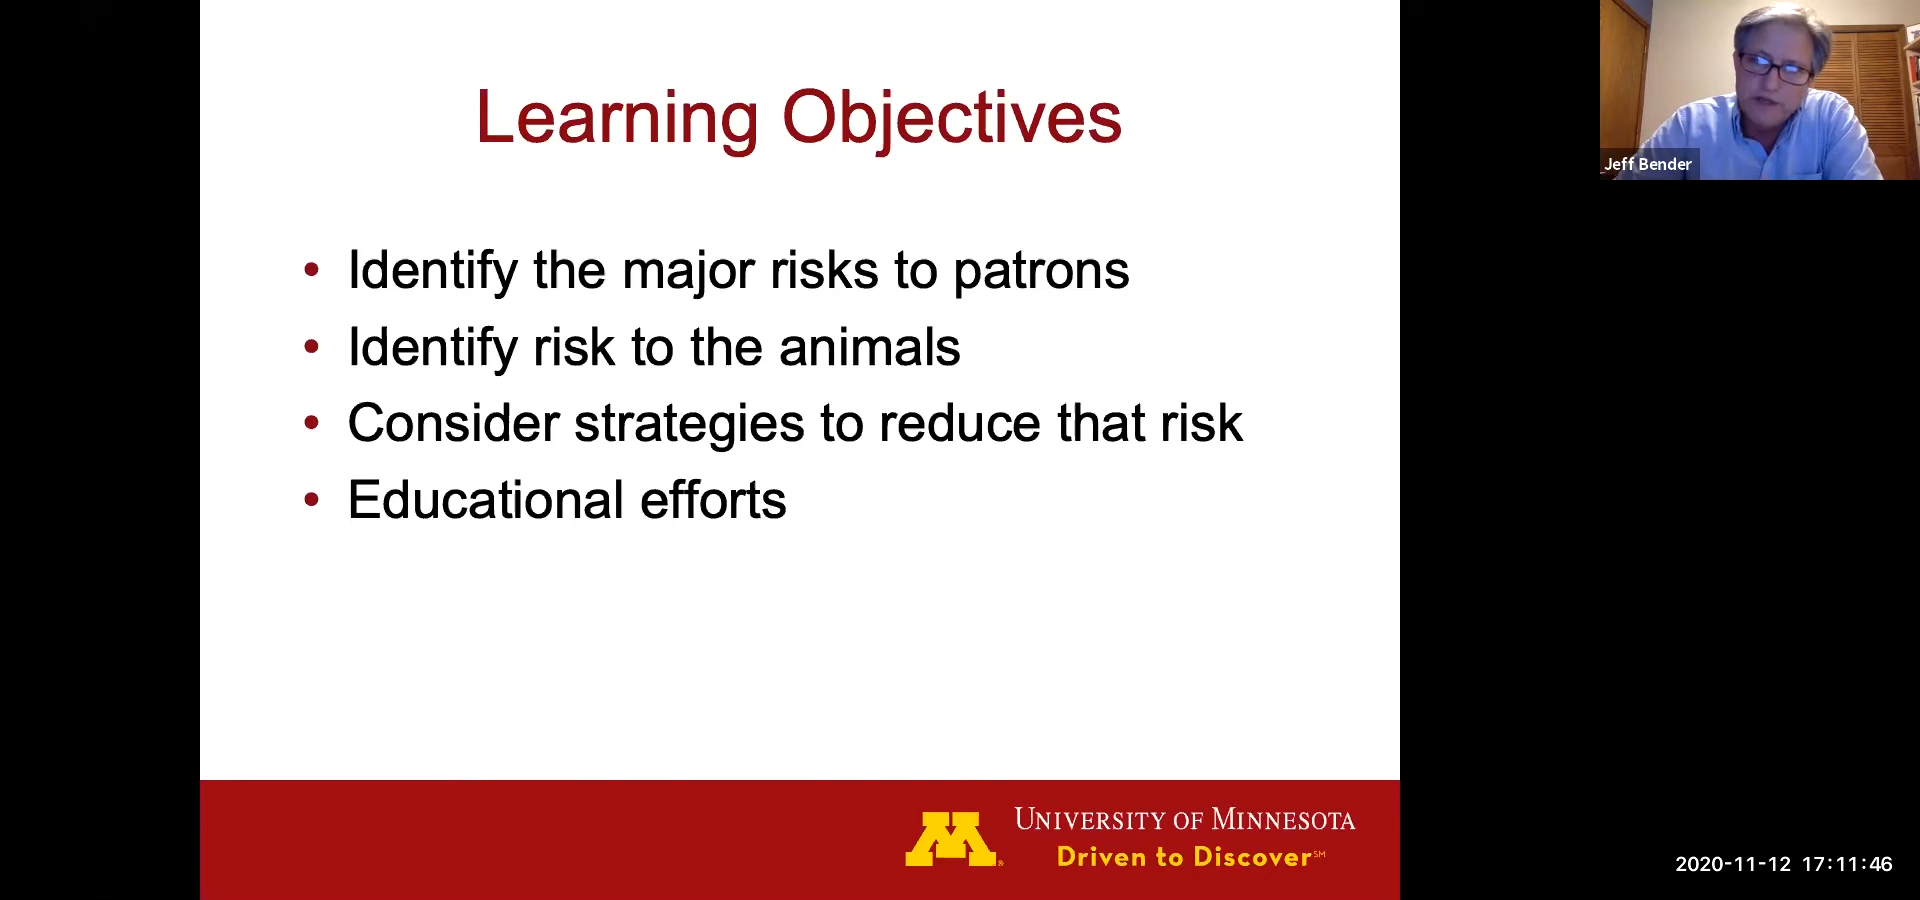 Learning Objectives
• Identify the major risks to patrons
• Identify risk to the animals
• Consider strategies to reduce that risk
• Educational efforts
M®
UNIVERSITY OF MINNESOTA
Driven to Discover℠
Jeff Bender
2020-11-12 17:11:46